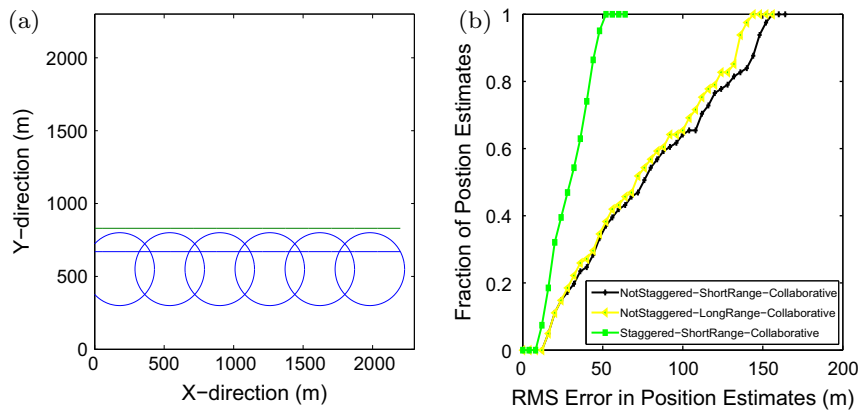 (a)
2300
1500
1000
500
0
0
500
1000
1500
2000
Y−direction (m)
X−direction (m)
(b)
1
0.8
0.6
0.4
0.2
0
0
50
100
150
200
Fraction of Postion Estimates
RMS Error in Position Estimates (m)
NotStaggered−ShortRange−Collaborative
NotStaggered−LongRange−Collaborative
Staggered−ShortRange−Collaborative